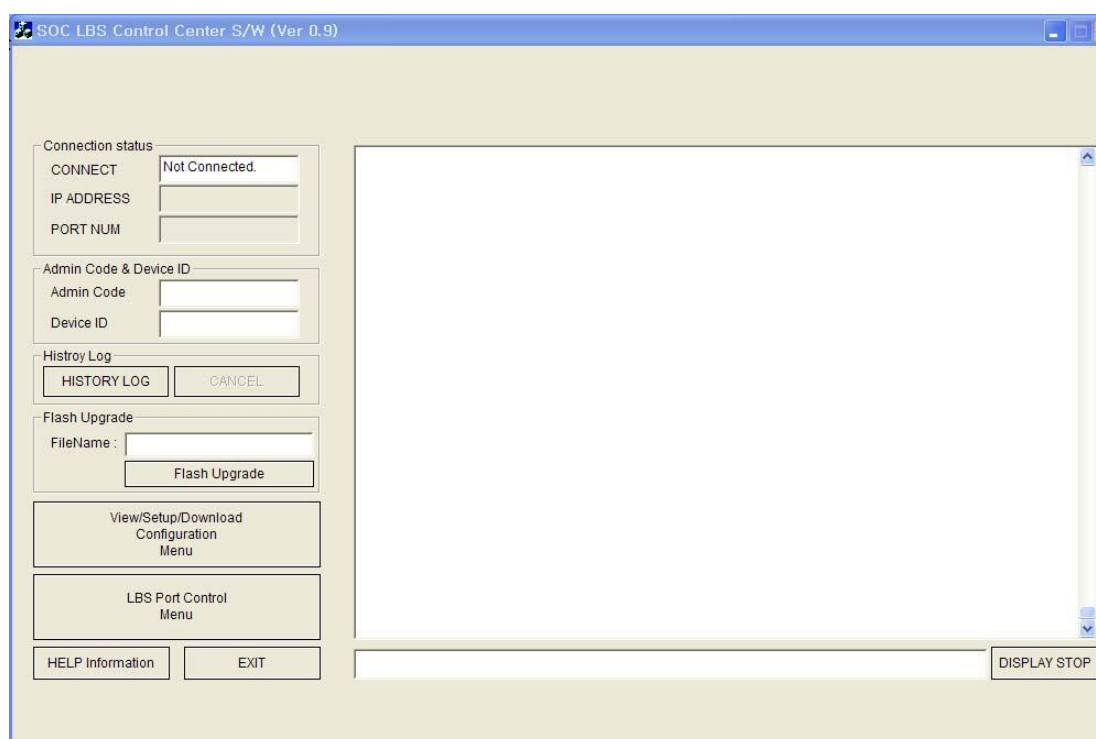 SOC LBS Control Center S/W (Ver 0.9)
Connection status
CONNECT Not Connected.
IP ADDRESS
PORT NUM
Admin Code & Device ID
Admin Code
Device ID
Histroy Log
HISTORY LOG CANCEL
Flash Upgrade
FileName :
Flash Upgrade
View/Setup/Download
Configuration
Menu
LBS Port Control
Menu
HELP Information EXIT DISPLAY STOP